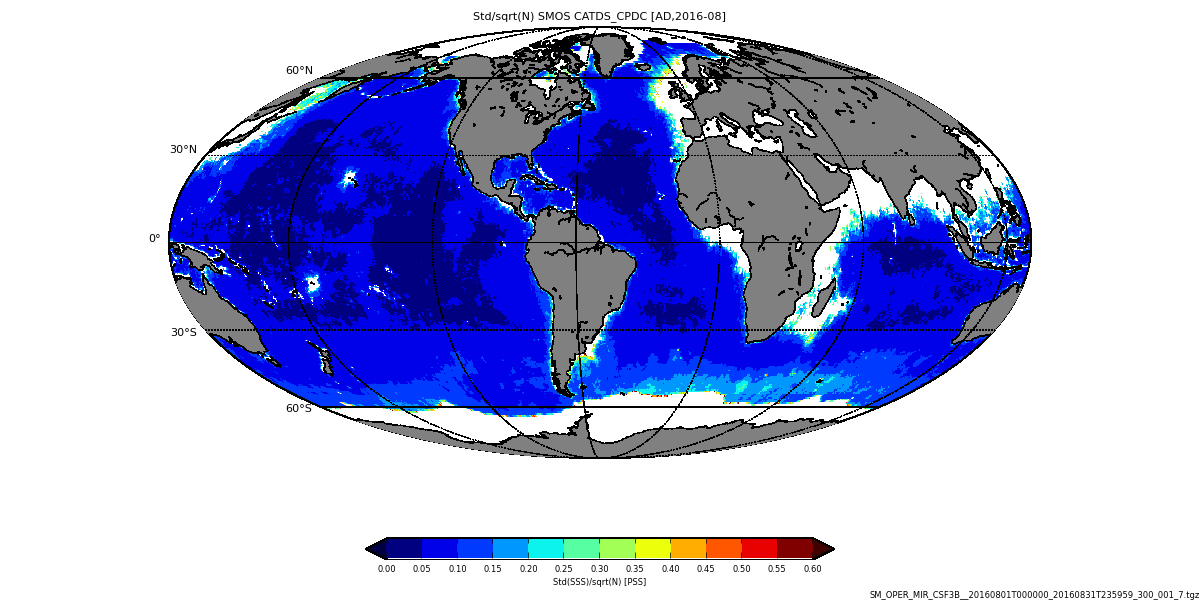 Std/sqrt(N) SMOS CATDS_CPDC [AD,2016-08]
60°N
30°N
0°
30°S
60°S
0.00 0.05 0.10 0.15 0.20 0.25 0.30 0.35 0.40 0.45 0.50 0.55 0.60
Std(SSS)/sqrt(N) [PSS]
SM_OPER_MIR_CSF3B__20160801T000000_20160831T235959_300_001_7.tgz